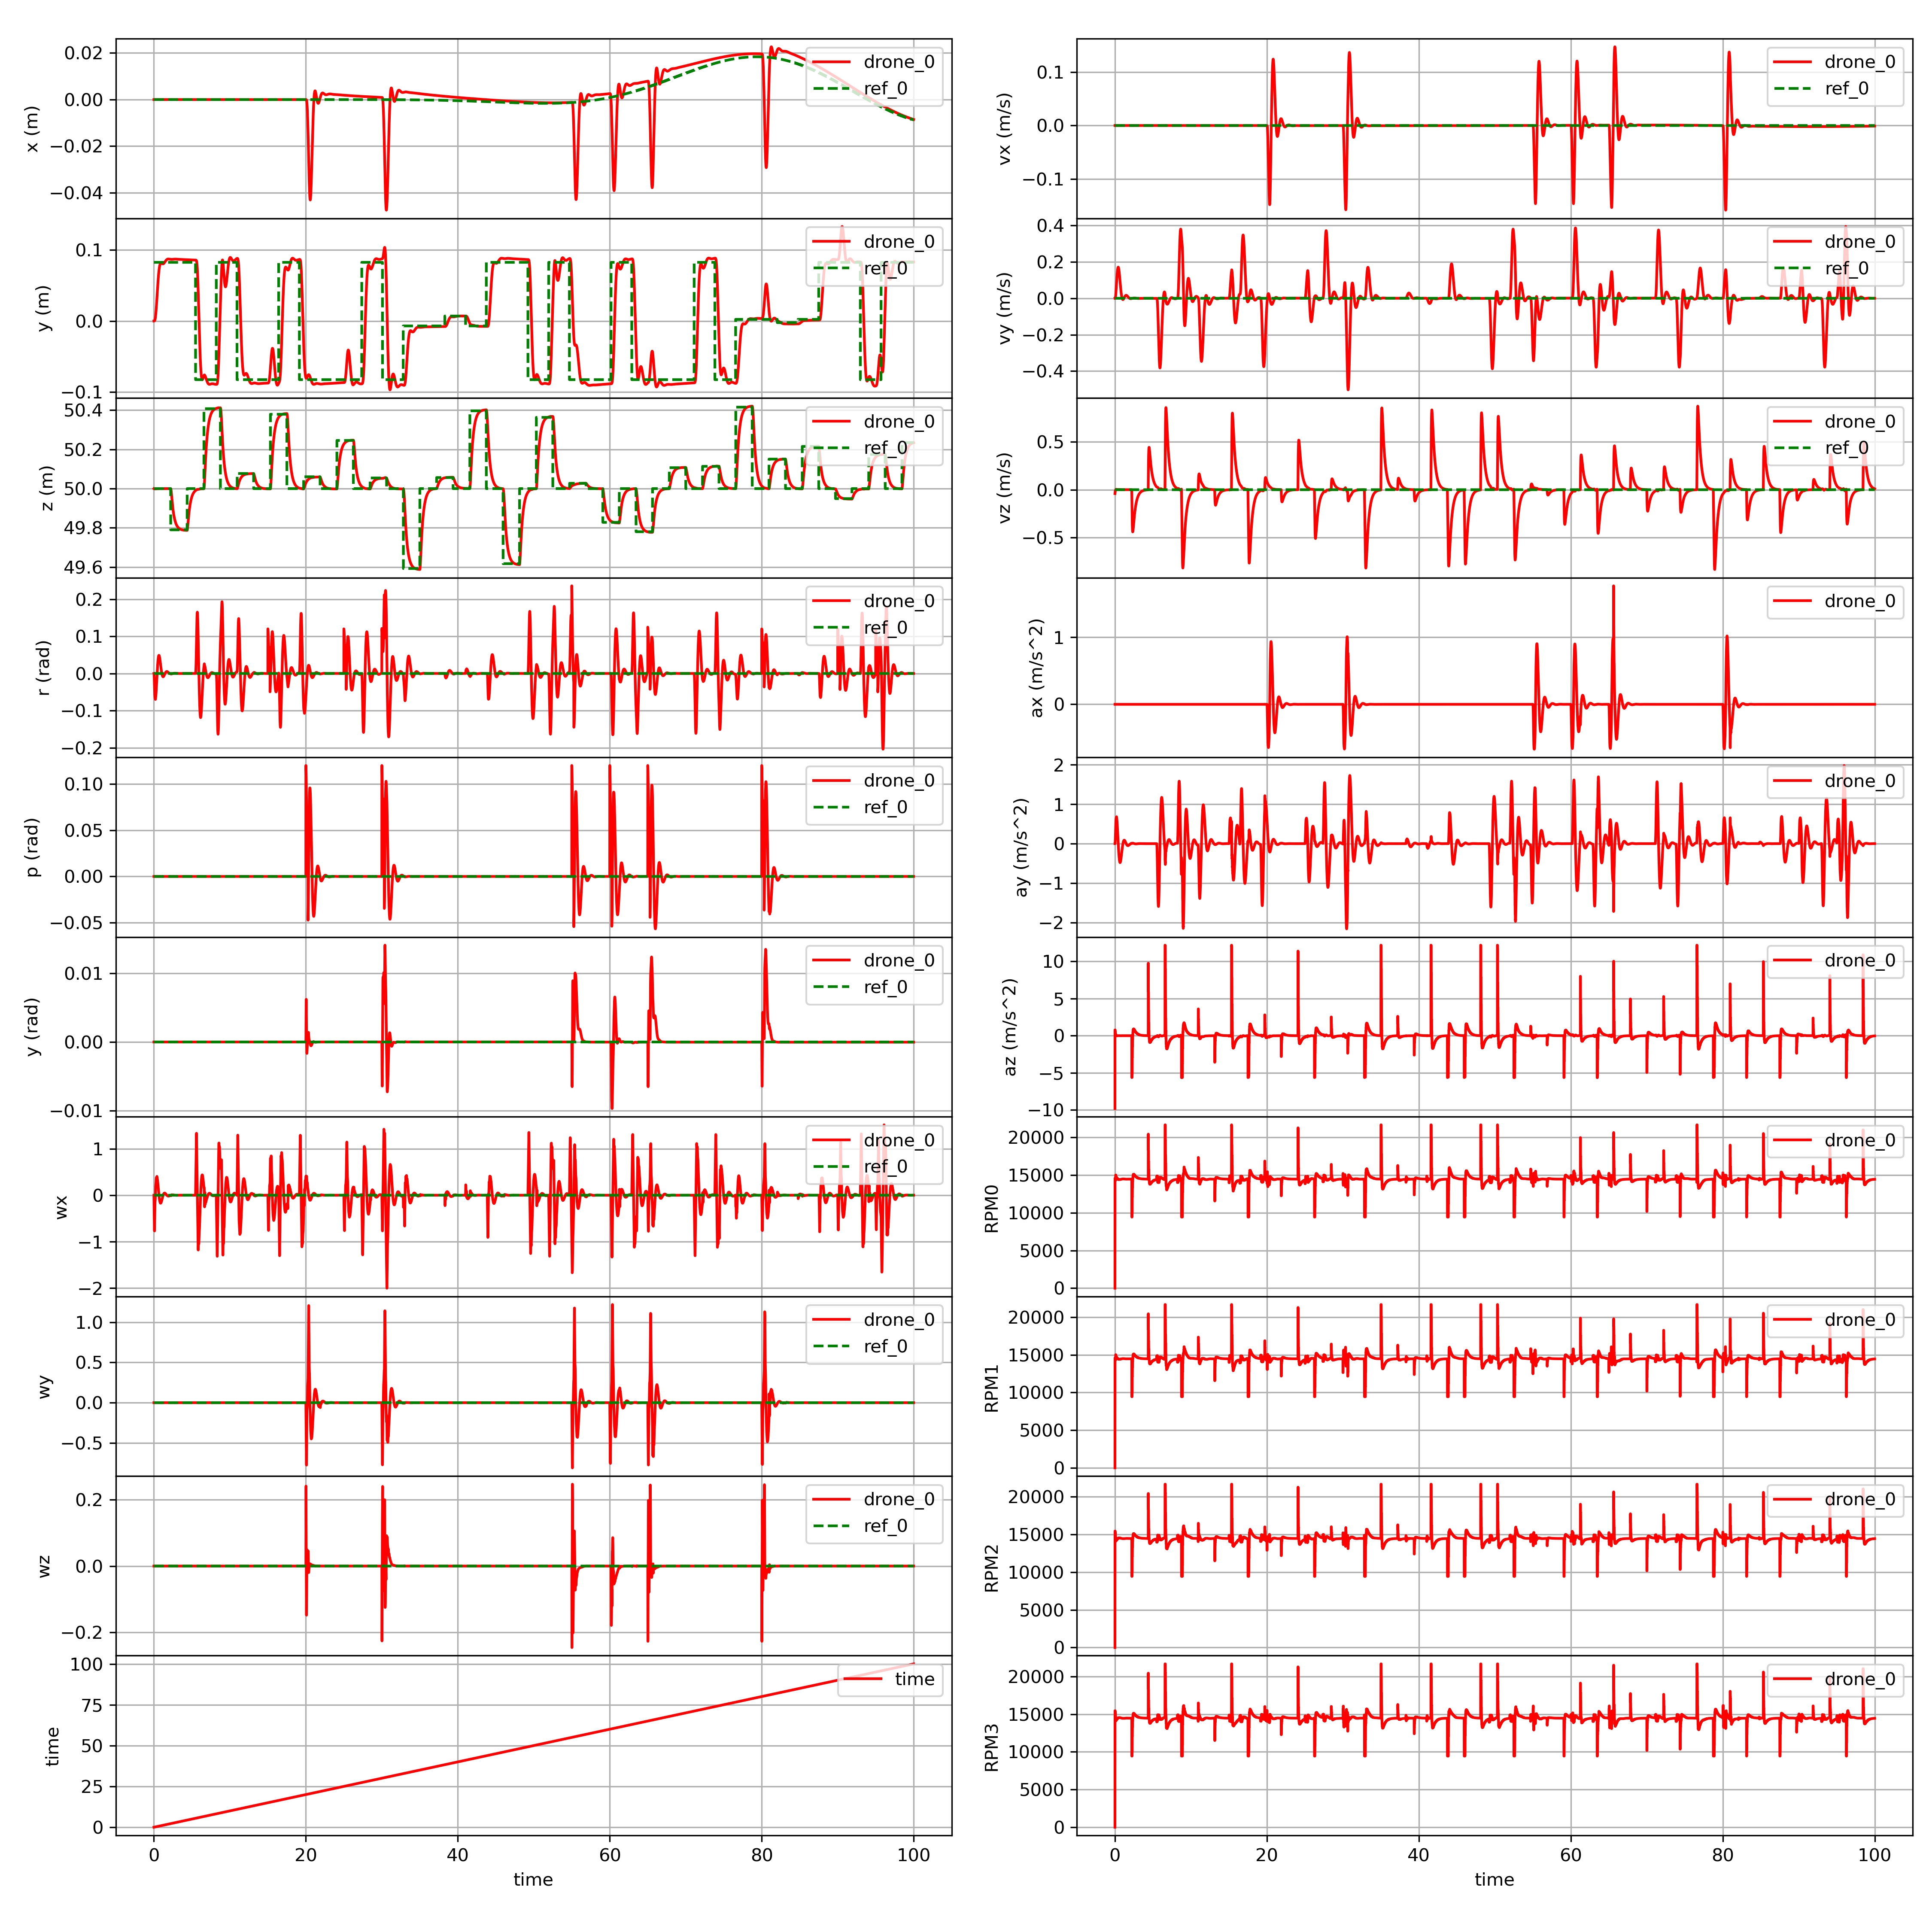 0.02
0.00
−0.02
−0.04
x (m)
drone_0
ref_0
0.1
0.0
−0.1
y (m)
drone_0
ref_0
50.4
50.2
50.0
49.8
49.6
z (m)
drone_0
ref_0
0.2
0.1
0.0
−0.1
−0.2
r (rad)
drone_0
ref_0
0.10
0.05
0.00
−0.05
p (rad)
drone_0
ref_0
0.01
0.00
−0.01
y (rad)
drone_0
ref_0
1
0
−1
−2
wx
drone_0
ref_0
1.0
0.5
0.0
−0.5
wy
drone_0
ref_0
0.2
0.0
−0.2
wz
drone_0
ref_0
100
75
50
25
0
time
time
0 20 40 60 80 100
time
0.1
0.0
−0.1
vx (m/s)
drone_0
ref_0
0.4
0.2
0.0
−0.2
−0.4
vy (m/s)
drone_0
ref_0
0.5
0.0
−0.5
vz (m/s)
drone_0
ref_0
1
0
ax (m/s^2)
drone_0
2
1
0
−1
−2
ay (m/s^2)
drone_0
10
5
0
−5
−10
az (m/s^2)
drone_0
20000
15000
10000
5000
0
RPM0
drone_0
20000
15000
10000
5000
0
RPM1
drone_0
20000
15000
10000
5000
0
RPM2
drone_0
20000
15000
10000
5000
0
RPM3
drone_0
0 20 40 60 80 100
time